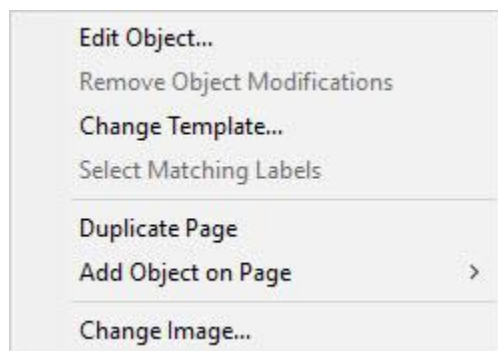 Edit Object...
Remove Object Modifications
Change Template...
Select Matching Labels
Duplicate Page
Add Object on Page
Change Image...